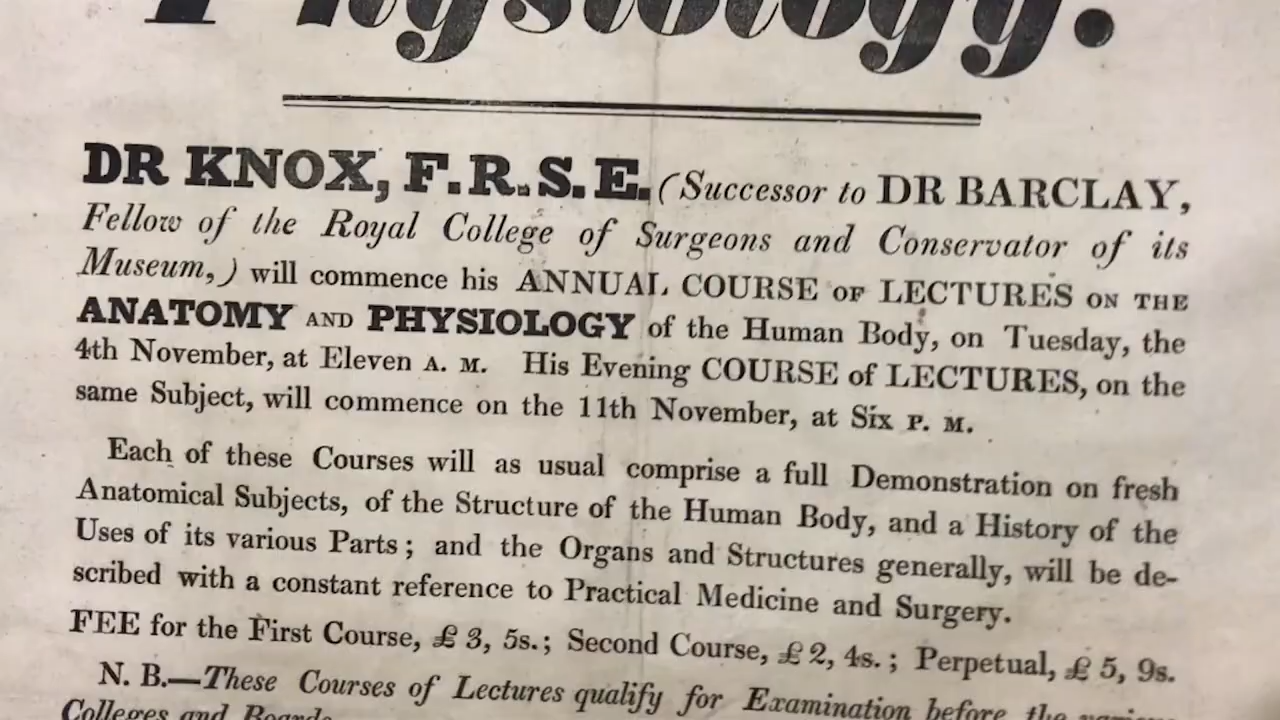 Physiology.
DR KNOX, F.R.S.E. (Successor to DR BARCLAY,
Fellow of the Royal College of Surgeons and Conservator of its
Museum,) will commence his ANNUAL COURSE OF LECTURES ON THE
ANATOMY AND PHYSIOLOGY of the Human Body, on Tuesday, the
4th November, at Eleven A. M. His Evening COURSE of LECTURES, on the
same Subject, will commence on the 11th November, at Six P. M.
Each of these Courses will as usual comprise a full Demonstration on fresh
Anatomical Subjects, of the Structure of the Human Body, and a History of the
Uses of its various Parts; and the Organs and Structures generally, will be de-
scribed with a constant reference to Practical Medicine and Surgery.
FEE for the First Course, £3, 5s.; Second Course, £2, 4s.; Perpetual, £5, 9s.
N. B.—These Courses of Lectures qualify for Examination before the various
Colleges and Boards